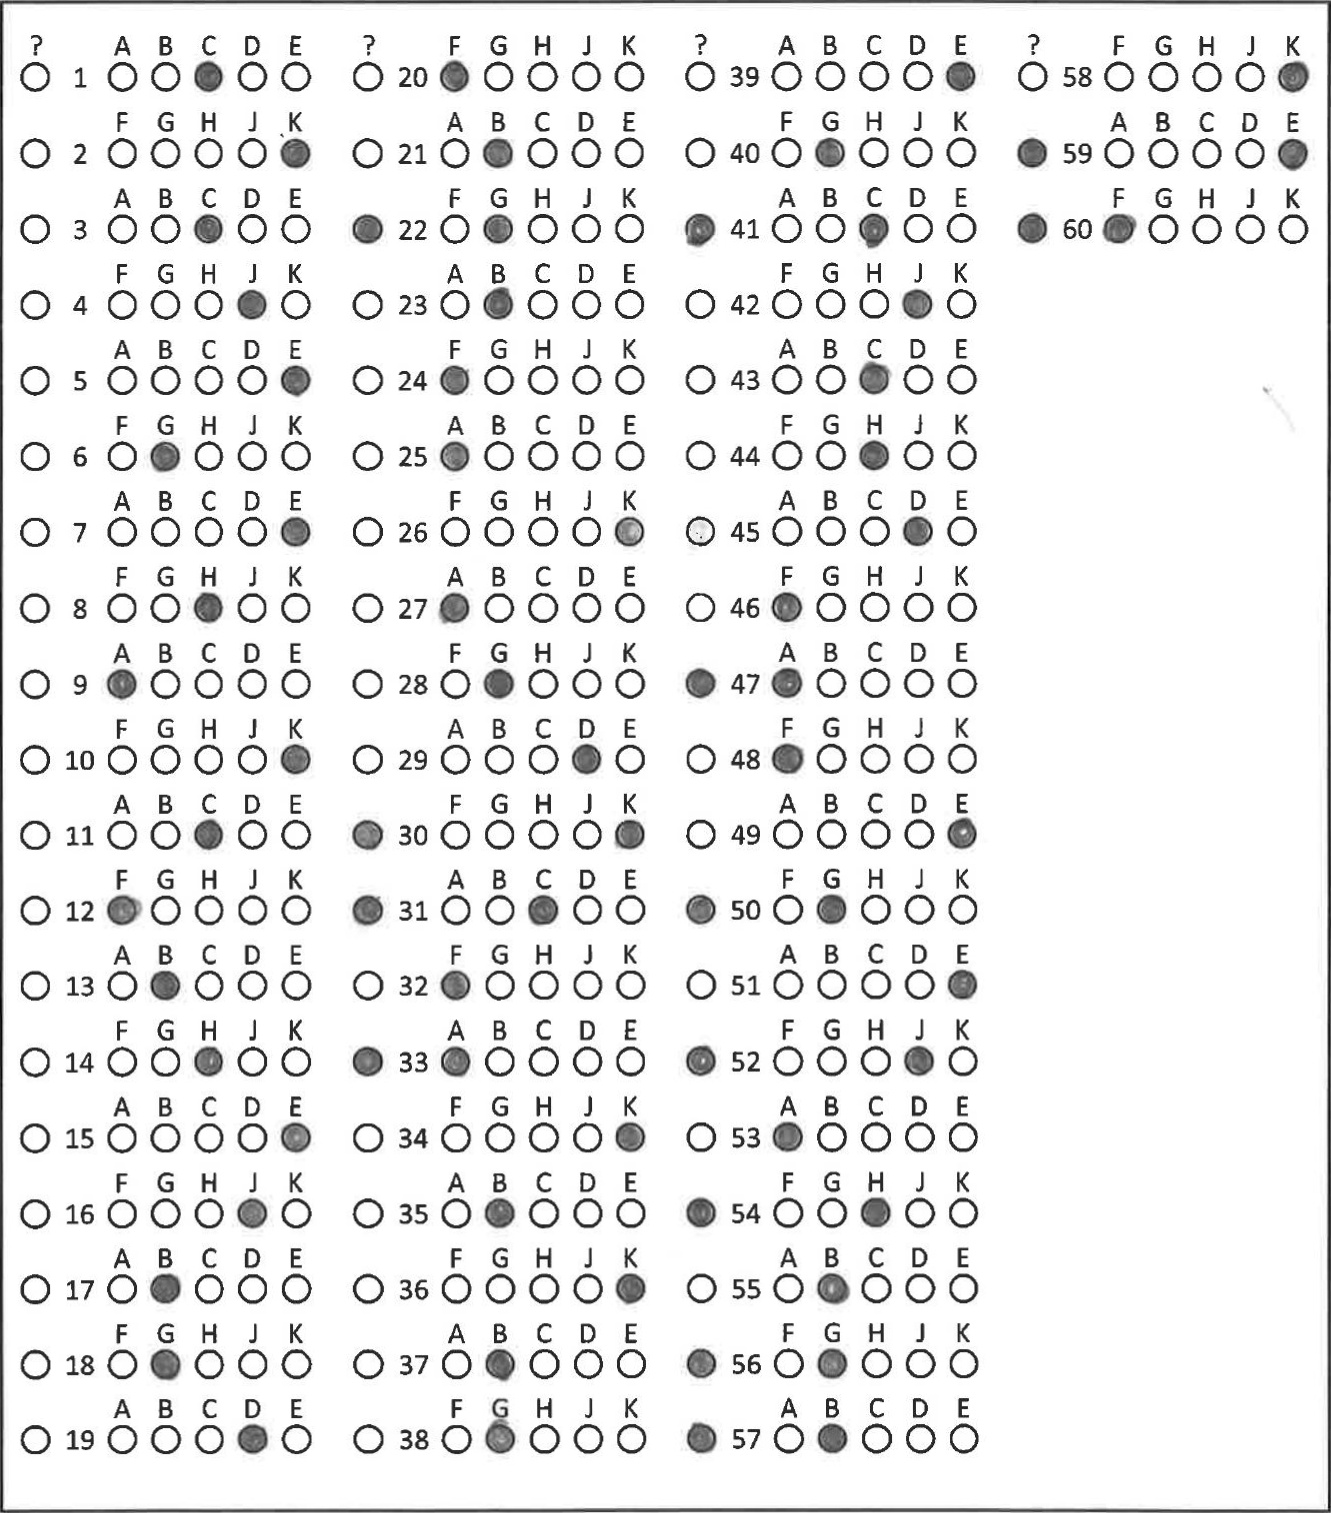 ? A B C D E ? F G H J K ? A B C D E ? F G H J K
1 20 39 58
F G H J K A B C D E F G H J K A B C D E
2 21 40 59
A B C D E F G H J K A B C D E F G H J K
3 22 41 60
F G H J K A B C D E F G H J K
4 23 42
A B C D E F G H J K A B C D E
5 24 43
F G H J K A B C D E F G H J K
6 25 44
A B C D E F G H J K A B C D E
7 26 45
F G H J K A B C D E F G H J K
8 27 46
A B C D E F G H J K A B C D E
9 28 47
F G H J K A B C D E F G H J K
10 29 48
A B C D E F G H J K A B C D E
11 30 49
F G H J K A B C D E F G H J K
12 31 50
A B C D E F G H J K A B C D E
13 32 51
F G H J K A B C D E F G H J K
14 33 52
A B C D E F G H J K A B C D E
15 34 53
F G H J K A B C D E F G H J K
16 35 54
A B C D E F G H J K A B C D E
17 36 55
F G H J K A B C D E F G H J K
18 37 56
A B C D E F G H J K A B C D E
19 38 57